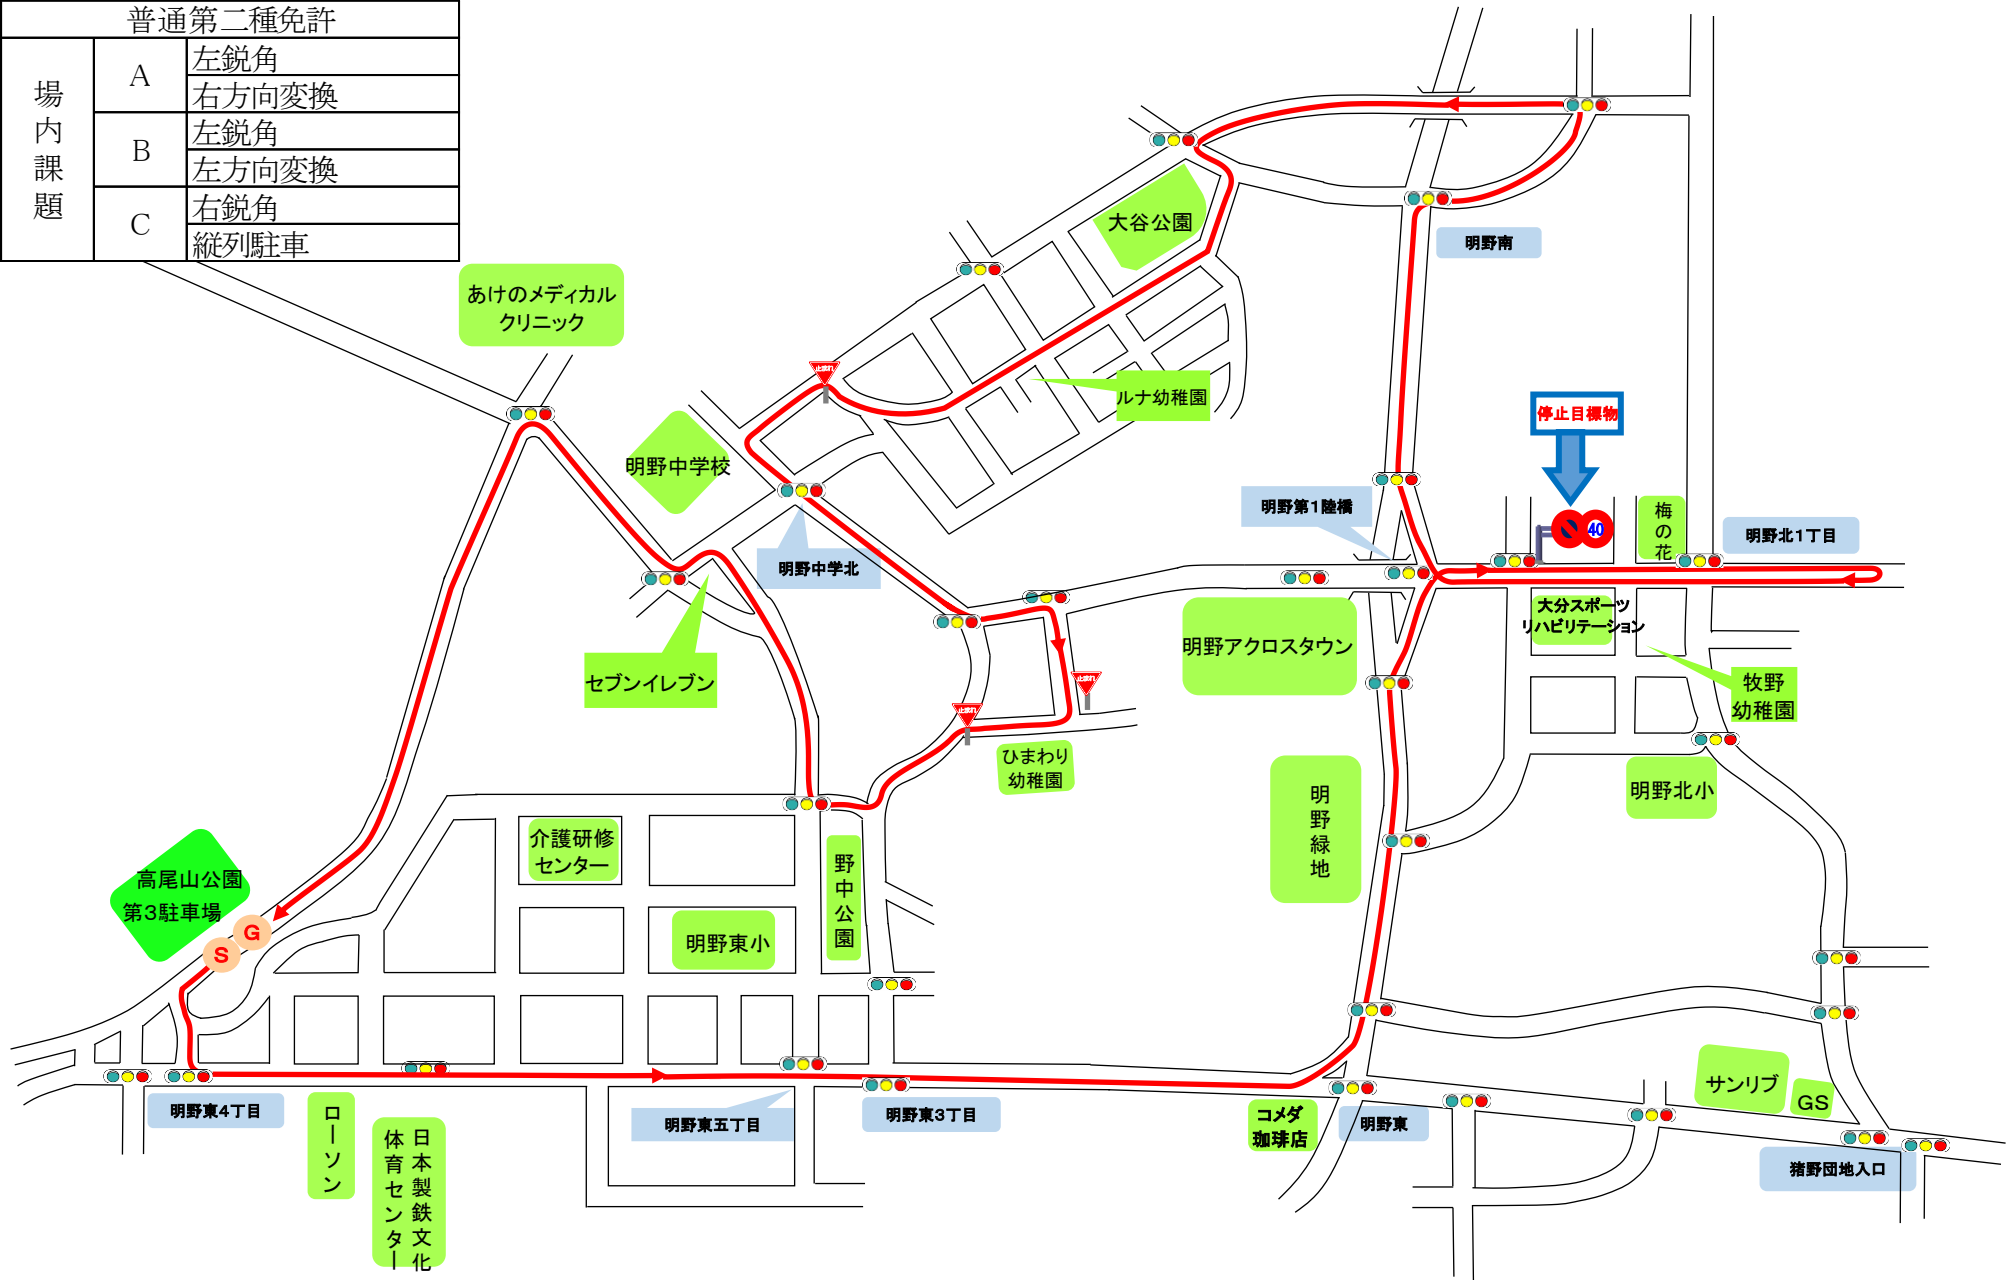 普通第二種免許
場内課題
A
左鋭角
右方向変換
B
左鋭角
左方向変換
C
右鋭角
縦列駐車
あけのメディカル
クリニック
大谷公園
明野南
止まれ
ルナ幼稚園
明野中学校
停止目標物
40
明野第1陸橋
梅の花
明野北1丁目
明野中学北
大分スポーツ
リハビリテーション
明野アクロスタウン
セブンイレブン
牧野
幼稚園
止まれ
止まれ
ひまわり
幼稚園
明野北小
明野緑地
介護研修
センター
野中公園
高尾山公園
第3駐車場
G
S
明野東小
サンリブ
GS
明野東4丁目
ローソン
日本製鉄文化
体育センター
明野東五丁目
明野東3丁目
コメダ
珈琲店
明野東
猪野団地入口